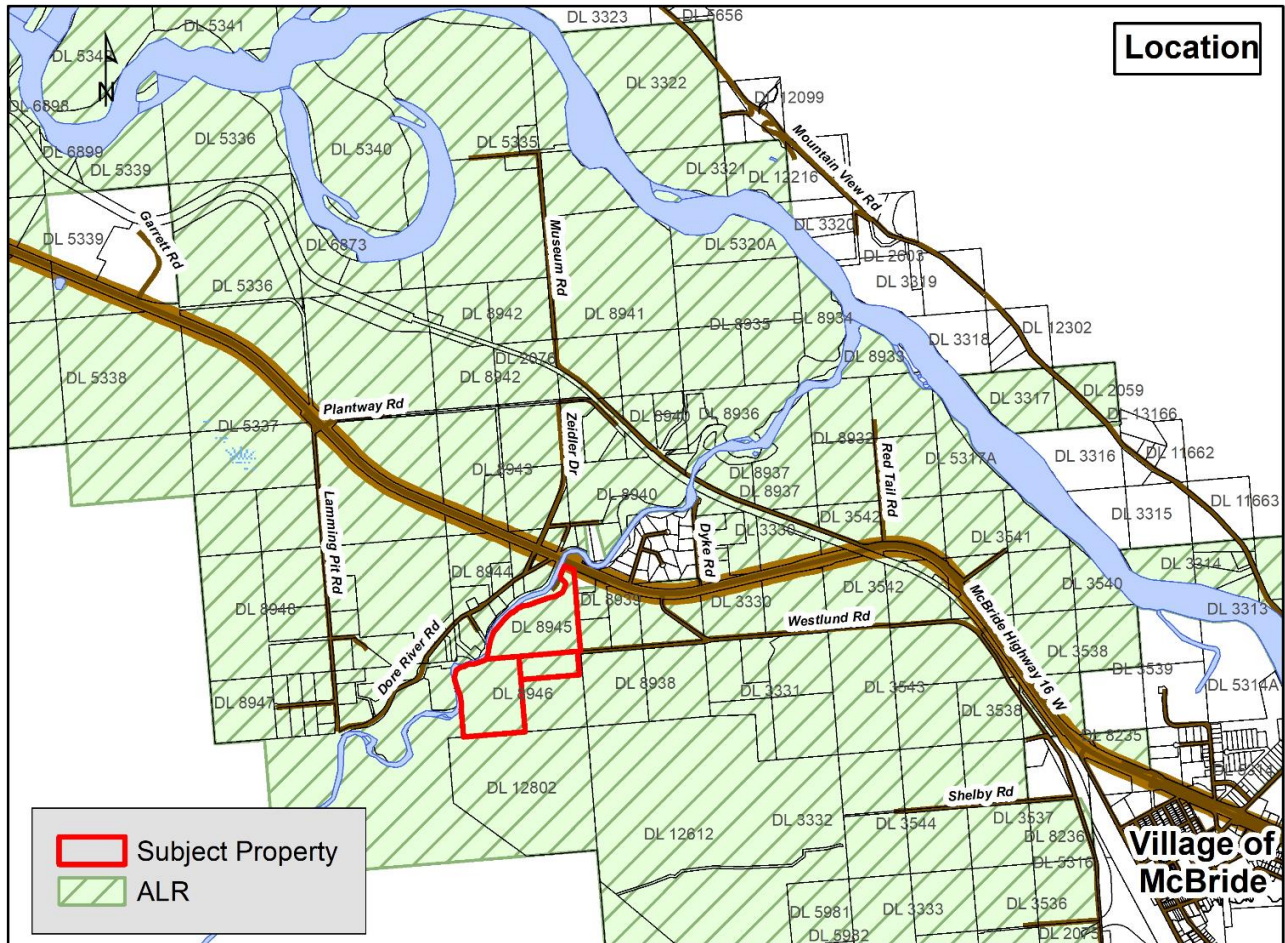 DL 3323
DL 5656
DL 5341
Location
DL 5342
N
DL 3322
DL 12099
DL 6898
DL 5336
DL 5340
DL 5335
Mountain View Rd
DL 6899
DL 5339
DL 3321
DL 12216
Garrett Rd
Museum Rd
DL 3320
DL 5339
DL 6873
DL 5320A
DL 2603
DL 3319
DL 5336
DL 8942
DL 8941
DL 8935
DL 8934
DL 3318
DL 12302
DL 2076
DL 8933
DL 5338
DL 8942
DL 3317
DL 2059
Plantway Rd
DL 8940
DL 8936
DL 13166
DL 5337
Zeidler Dr
DL 8932
Red Tail Rd
DL 5317A
DL 3316
DL 11662
DL 8943
DL 8937
DL 8940
DL 8937
DL 11663
Lamming Pit Rd
DL 3330
DL 3542
DL 3315
Dyke Rd
DL 3541
DL 8944
DL 3314
DL 8939
DL 3330
DL 3542
DL 3540
DL 8948
DL 8945
Westlund Rd
McBride Highway 16 W
DL 3313
Dore River Rd
DL 3538
DL 3539
DL 8946
DL 8938
DL 3331
DL 3543
DL 5314A
DL 8947
DL 3538
DL 8235
DL 12802
DL 5314
Shelby Rd
DL 12612
DL 3332
DL 3544
DL 3537
DL 8236
Subject Property
DL 5316
Village of
McBride
ALR
DL 5981
DL 3333
DL 3536
DL 5982
DL 2075